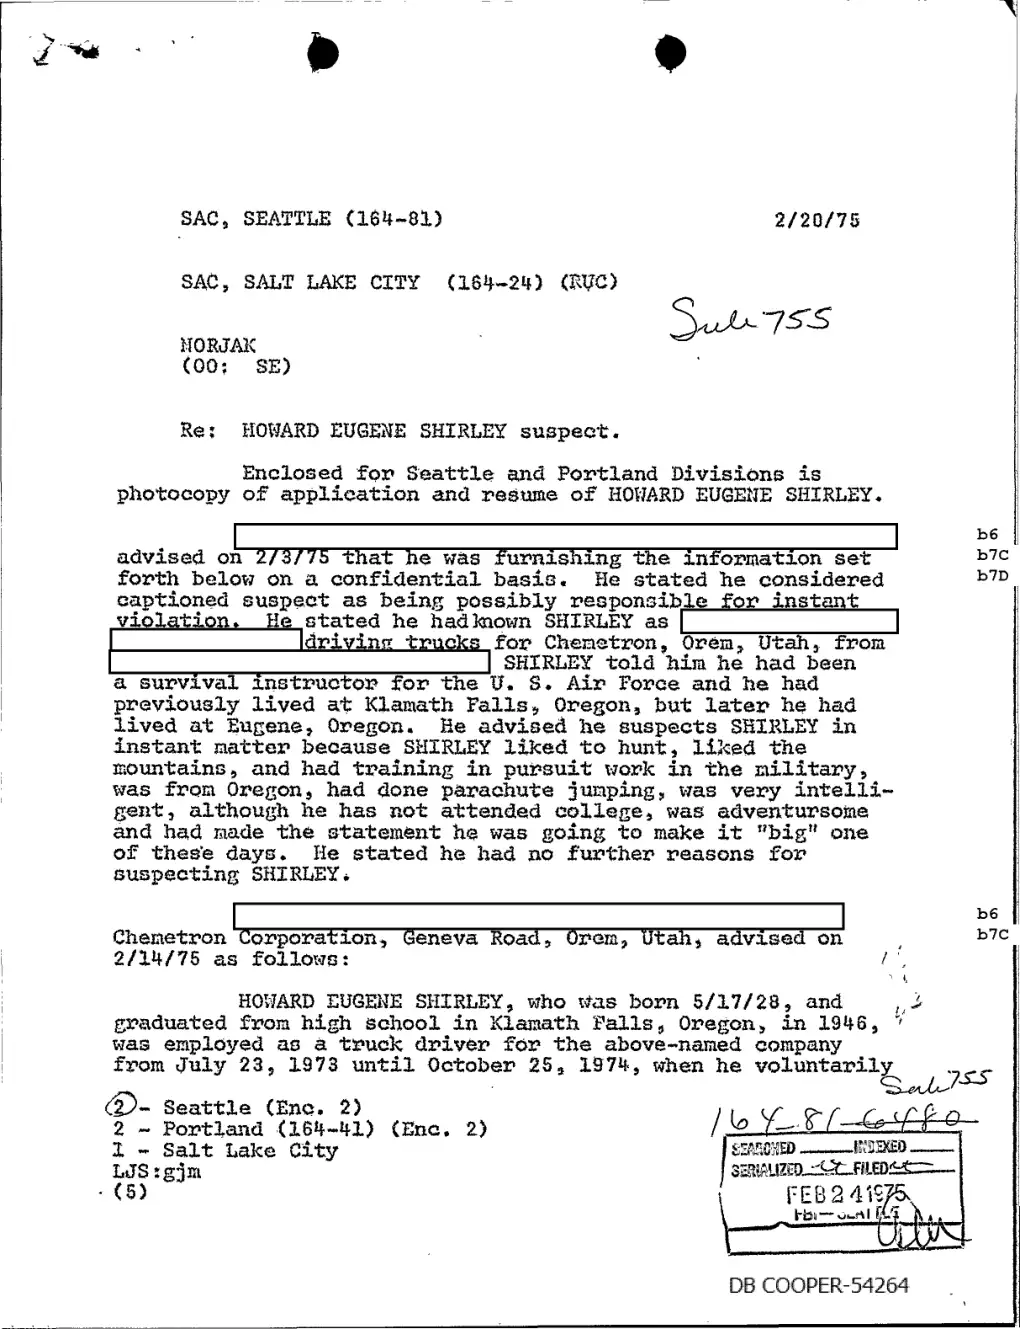 SAC, SEATTLE (164-81) 2/20/75
SAC, SALT LAKE CITY (164-24) (RUC)
Sub 755
NORJAK
(OO: SE)
Re: HOWARD EUGENE SHIRLEY suspect.
Enclosed for Seattle and Portland Divisions is
photocopy of application and resume of HOWARD EUGENE SHIRLEY.
b6
b7C
b7D
advised on 2/3/75 that he was furnishing the information set
forth below on a confidential basis. He stated he considered
captioned suspect as being possibly responsible for instant
violation. He stated he had known SHIRLEY as
driving trucks for Chemetron, Orem, Utah, from
SHIRLEY told him he had been
a survival instructor for the U. S. Air Force and he had
previously lived at Klamath Falls, Oregon, but later he had
lived at Eugene, Oregon. He advised he suspects SHIRLEY in
instant matter because SHIRLEY liked to hunt, liked the
mountains, and had training in pursuit work in the military,
was from Oregon, had done parachute jumping, was very intelli-
gent, although he has not attended college, was adventursome
and had made the statement he was going to make it "big" one
of these days. He stated he had no further reasons for
suspecting SHIRLEY.
b6
b7C
Chemetron Corporation, Geneva Road, Orem, Utah, advised on
2/14/75 as follows:
HOWARD EUGENE SHIRLEY, who was born 5/17/28, and
graduated from high school in Klamath Falls, Oregon, in 1946,
was employed as a truck driver for the above-named company
from July 23, 1973 until October 25, 1974, when he voluntarily
Sub 755
2 - Seattle (Enc. 2)
2 - Portland (164-41) (Enc. 2)
1 - Salt Lake City
LJS:gjm
(5)
164-81-6480
SEARCHED INDEXED
SERIALIZED FILED
FEB 24 1975
FBI-SEATTLE
DB COOPER-54264